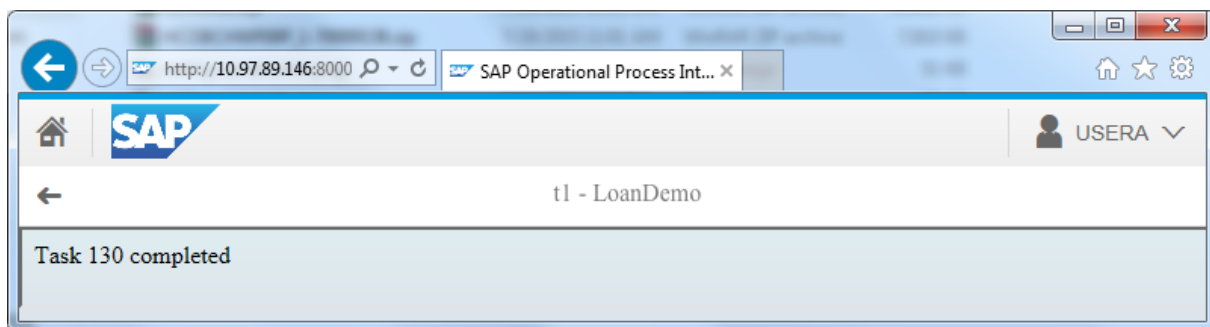 http://10.97.89.146:8000
SAP Operational Process Int...
SAP
USERA
t1 - LoanDemo
Task 130 completed